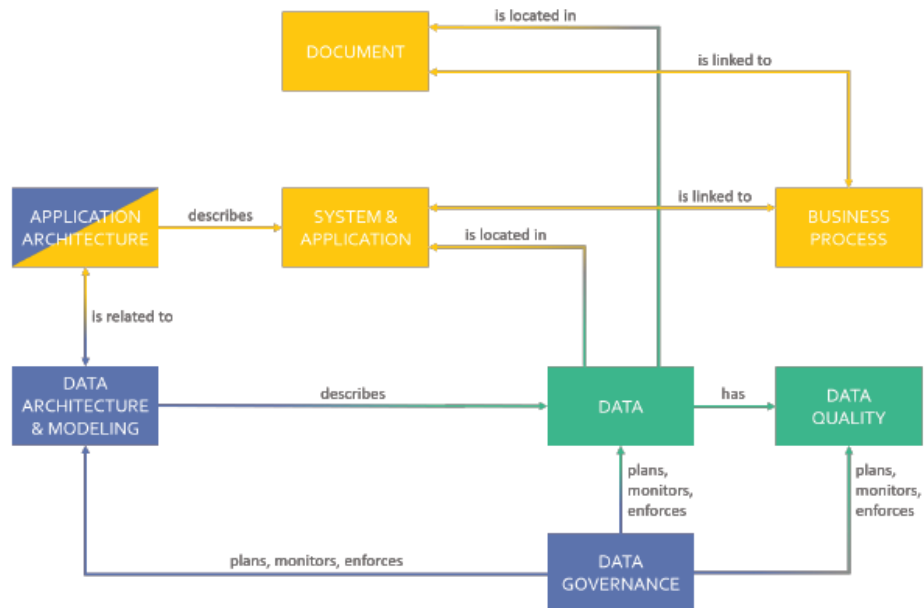 is located in
DOCUMENT
is linked to
APPLICATION
ARCHITECTURE
describes
SYSTEM &
APPLICATION
is linked to
BUSINESS
PROCESS
is located in
is related to
DATA
ARCHITECTURE
& MODELING
describes
DATA
has
DATA
QUALITY
plans,
monitors,
enforces
plans,
monitors,
enforces
plans, monitors, enforces
DATA
GOVERNANCE